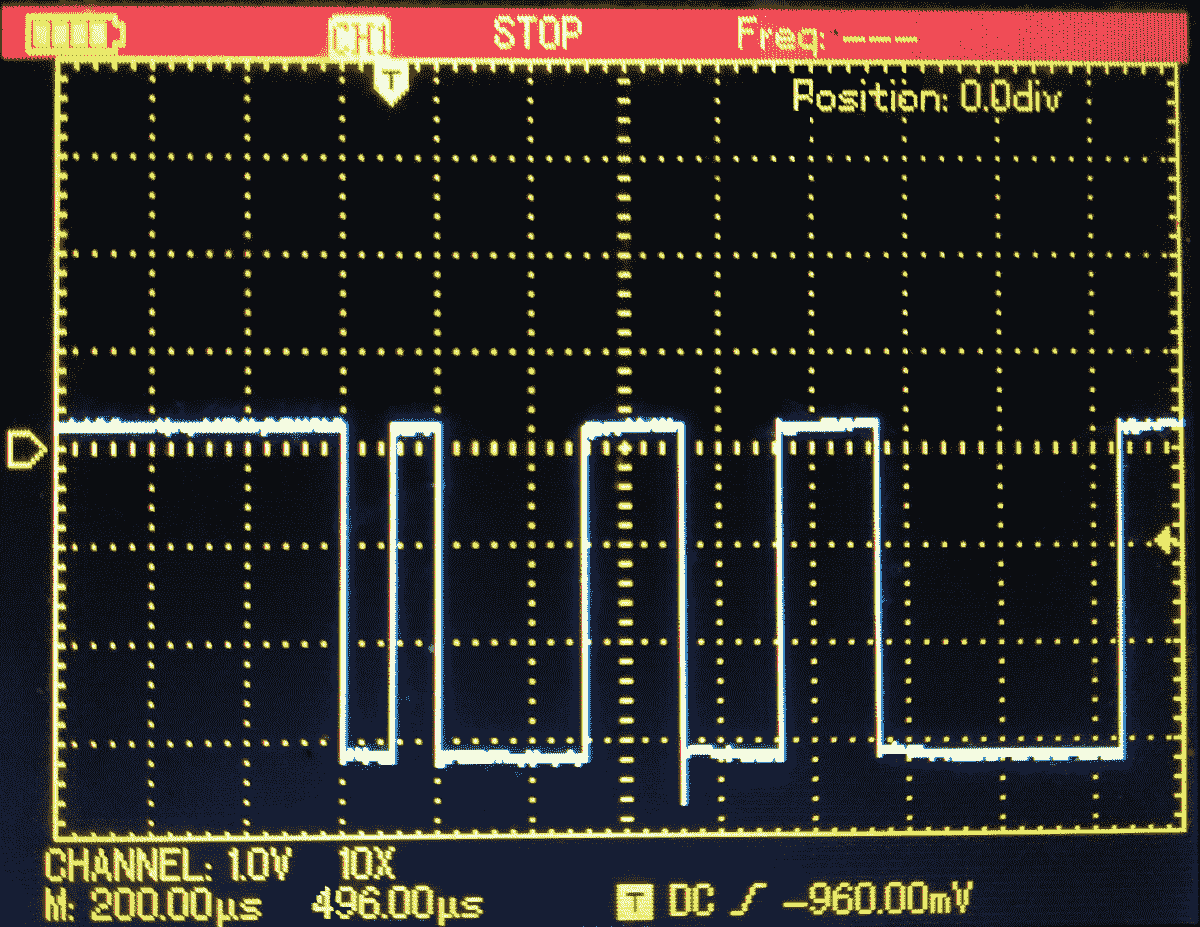 CH1 STOP Freq: ---
T
Position: 0.0div
CHANNEL: 1.0V 10X
M: 200.00µs 496.00µs T DC -960.00mV